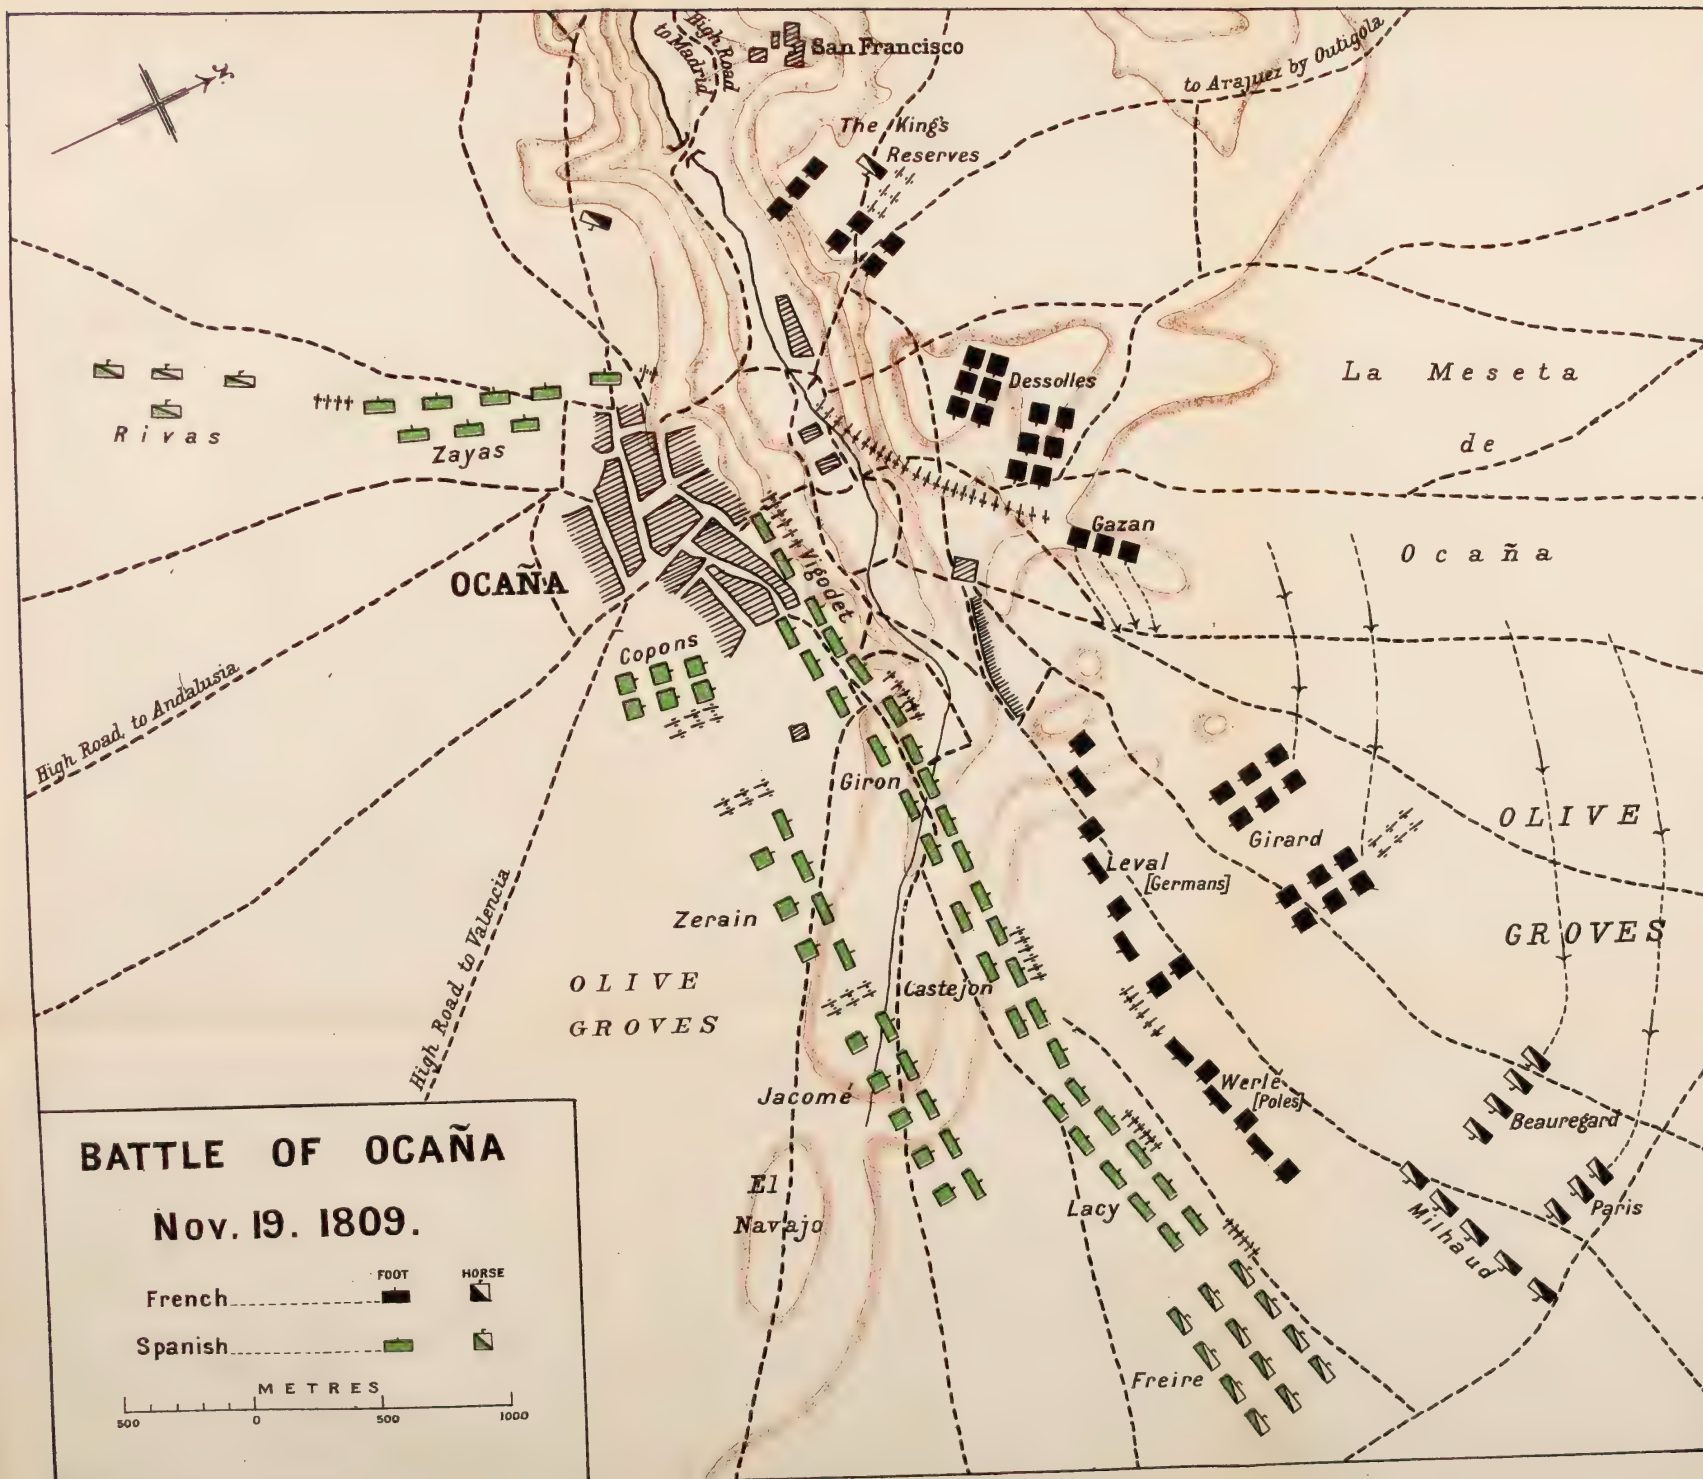 N.
High Road
to Madrid
San Francisco
to Arajuez by Outigola
The King's
Reserves
Dessolles
La Meseta
de
Ocaña
Gazan
Rivas
Zayas
OCAÑA
Vigodet
Copons
High Road to Andalusia
High Road to Valencia
Giron
Leval
[Germans]
Girard
OLIVE
GROVES
Zerain
OLIVE
GROVES
Castejon
Jacomé
Werlé
[Poles]
Beauregard
Paris
Milhaud
El
Navajo
Lacy
Freire
BATTLE OF OCAÑA
Nov. 19. 1809.
FOOT HORSE
French
Spanish
METRES
500 0 500 1000